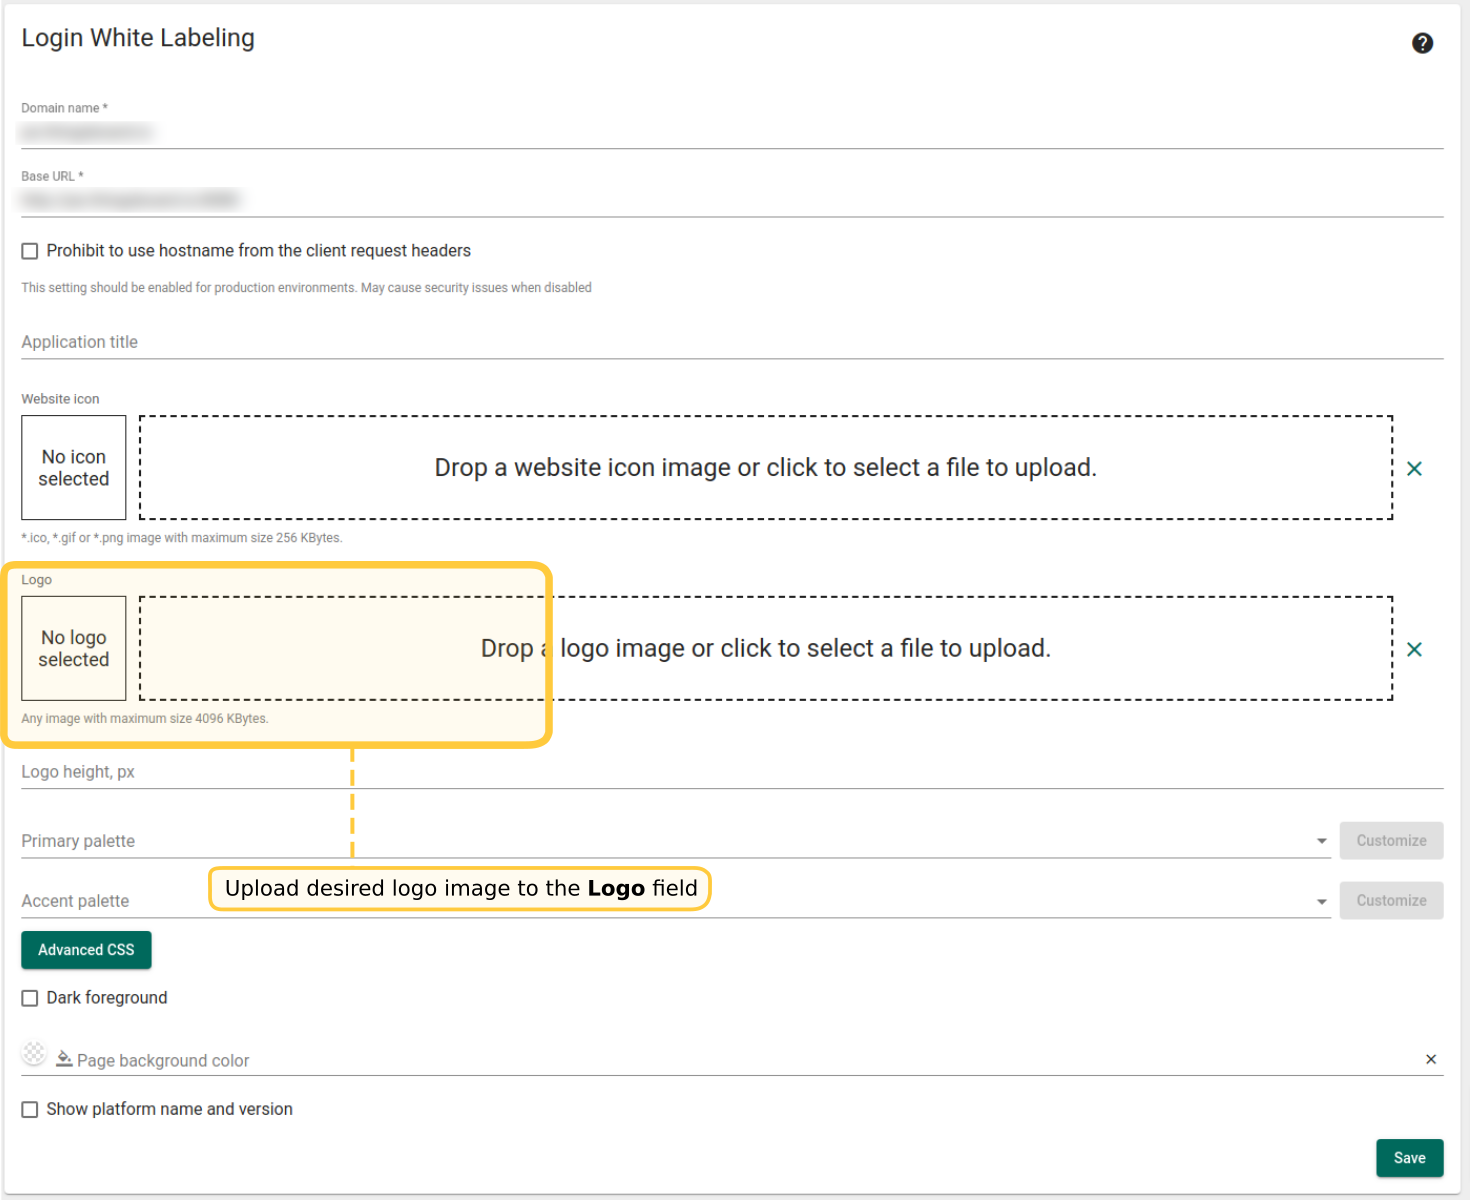 Login White Labeling
Domain name *
Base URL *
Prohibit to use hostname from the client request headers
This setting should be enabled for production environments. May cause security issues when disabled
Application title
Website icon
No icon
selected
Drop a website icon image or click to select a file to upload.
*.ico, *.gif or *.png image with maximum size 256 KBytes.
Logo
No logo
selected
Drop a logo image or click to select a file to upload.
Any image with maximum size 4096 KBytes.
Logo height, px
Primary palette
Customize
Upload desired logo image to the Logo field
Accent palette
Customize
Advanced CSS
Dark foreground
Page background color
Show platform name and version
Save